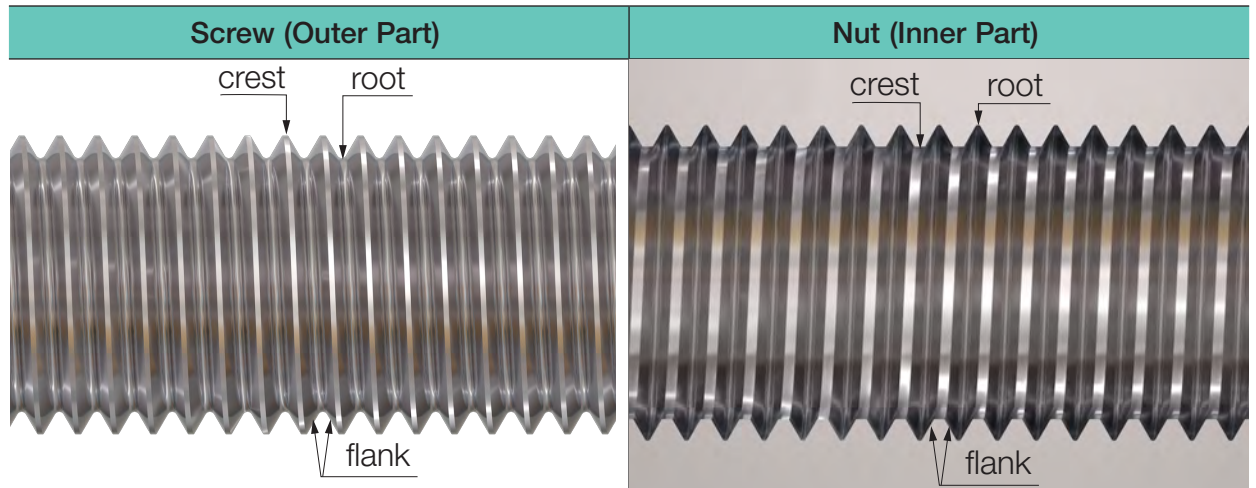 Screw (Outer Part)
Nut (Inner Part)
crest
root
crest
root
flank
flank